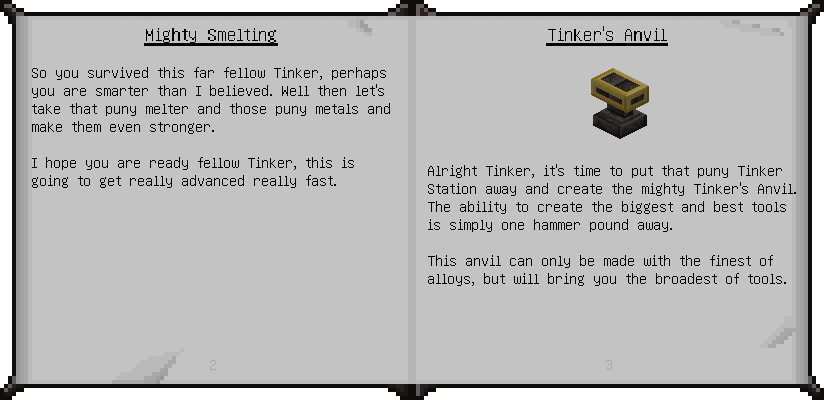 Mighty Smelting
So you survived this far fellow Tinker, perhaps
you are smarter than I believed. Well then let's
take that puny melter and those puny metals and
make them even stronger.
I hope you are ready fellow Tinker, this is
going to get really advanced really fast.
2
Tinker's Anvil
Alright Tinker, it's time to put that puny Tinker
Station away and create the mighty Tinker's Anvil.
The ability to create the biggest and best tools
is simply one hammer pound away.
This anvil can only be made with the finest of
alloys, but will bring you the broadest of tools.
3